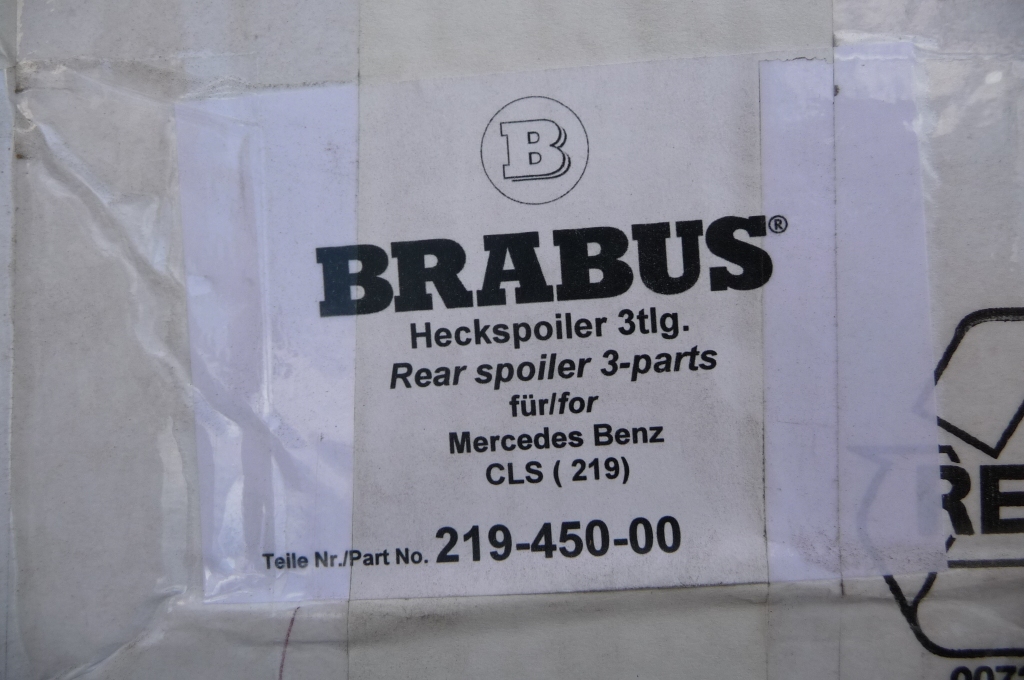 B
BRABUS®
Heckspoiler 3tlg.
Rear spoiler 3-parts
für/for
Mercedes Benz
CLS ( 219)
Teile Nr./Part No. 219-450-00